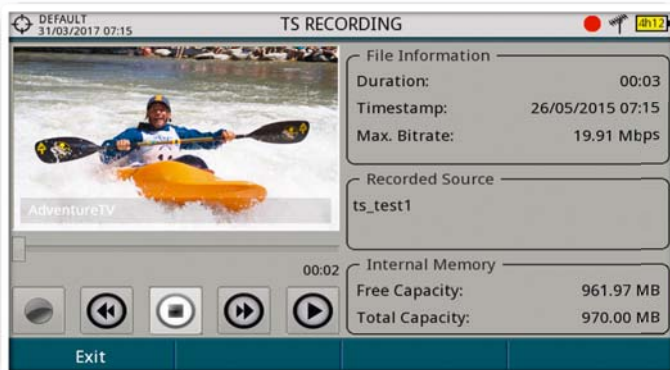 DEFAULT
31/03/2017 07:15
TS RECORDING
4h12
AdventureTV
00:02
File Information
Duration: 00:03
Timestamp: 26/05/2015 07:15
Max. Bitrate: 19.91 Mbps
Recorded Source
ts_test1
Internal Memory
Free Capacity: 961.97 MB
Total Capacity: 970.00 MB
Exit